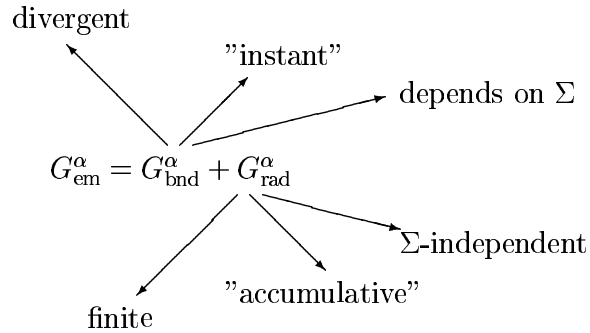 divergent
"instant"
depends on Σ
G^α_em = G^α_bnd + G^α_rad
Σ-independent
"accumulative"
finite